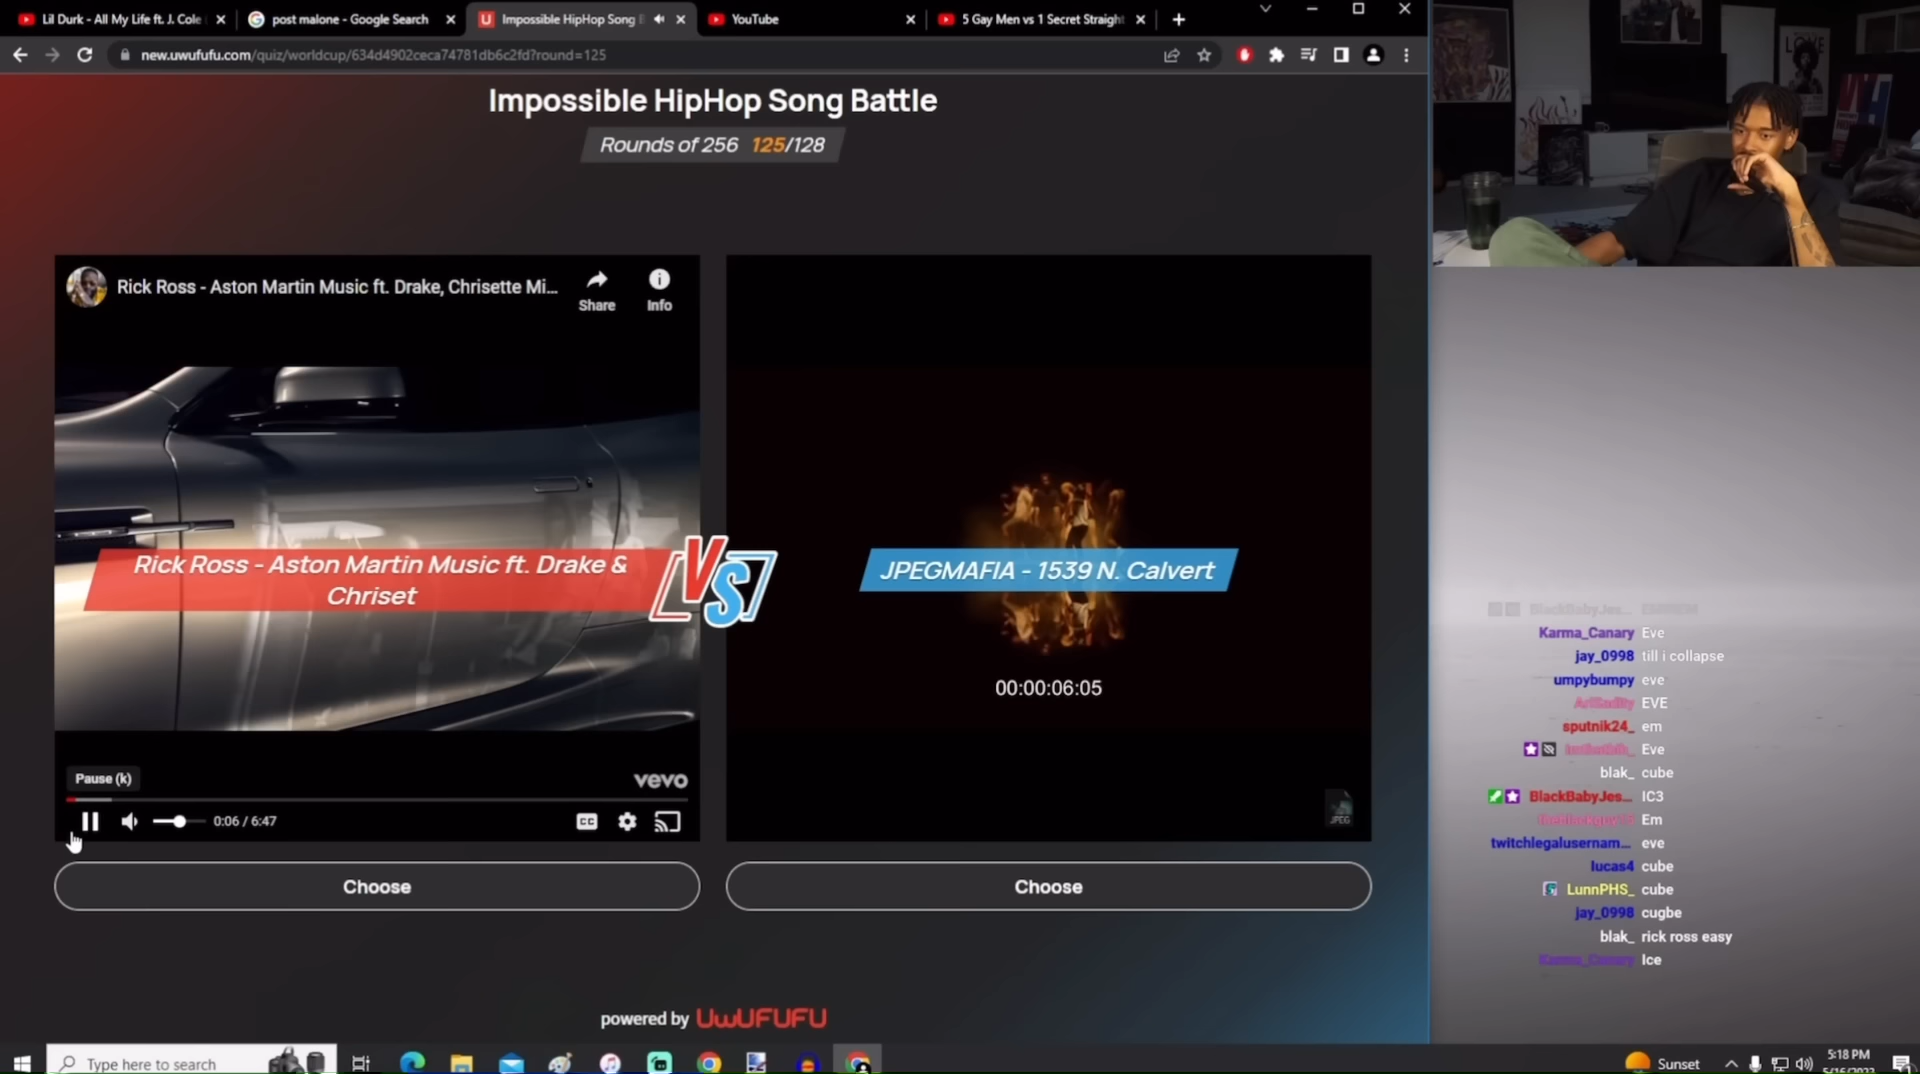 Lil Durk - All My Life ft. J. Cole
post malone - Google Search
Impossible HipHop Song
YouTube
5 Gay Men vs 1 Secret Straight
new.uwufufu.com/quiz/worldcup/634d4902ceca74781db6c2fd?round=125
Impossible HipHop Song Battle
Rounds of 256 125/128
Rick Ross - Aston Martin Music ft. Drake, Chrisette Mi...
Share
Info
Rick Ross - Aston Martin Music ft. Drake &
Chriset
VS
JPEGMAFIA - 1539 N. Calvert
00:00:06:05
Pause (k)
vevo
0:06 / 6:47
CC
JPEG
Choose
Choose
powered by UWUFUFU
LOVE
BlackBabyJes...
Karma_Canary Eve
jay_0998 till i collapse
umpybumpy eve
EVE
sputnik24_ em
Eve
blak_ cube
BlackBabyJes... IC3
Em
twitchlegalusernam... eve
lucas4 cube
LunnPHS_ cube
jay_0998 cugbe
blak_ rick ross easy
Karma_Canary Ice
Type here to search
Sunset
5:18 PM